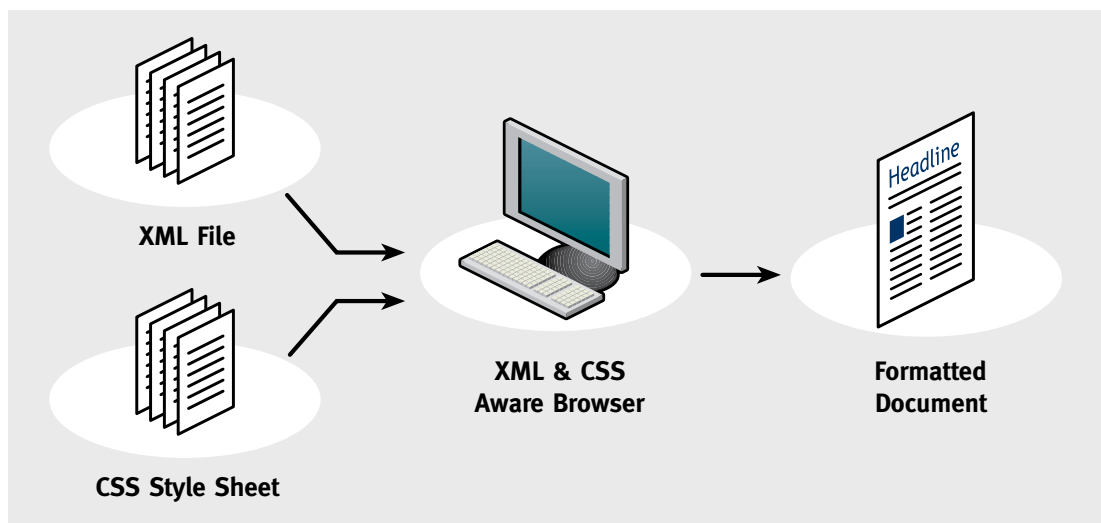 XML File
CSS Style Sheet
XML & CSS
Aware Browser
Headline
Formatted
Document